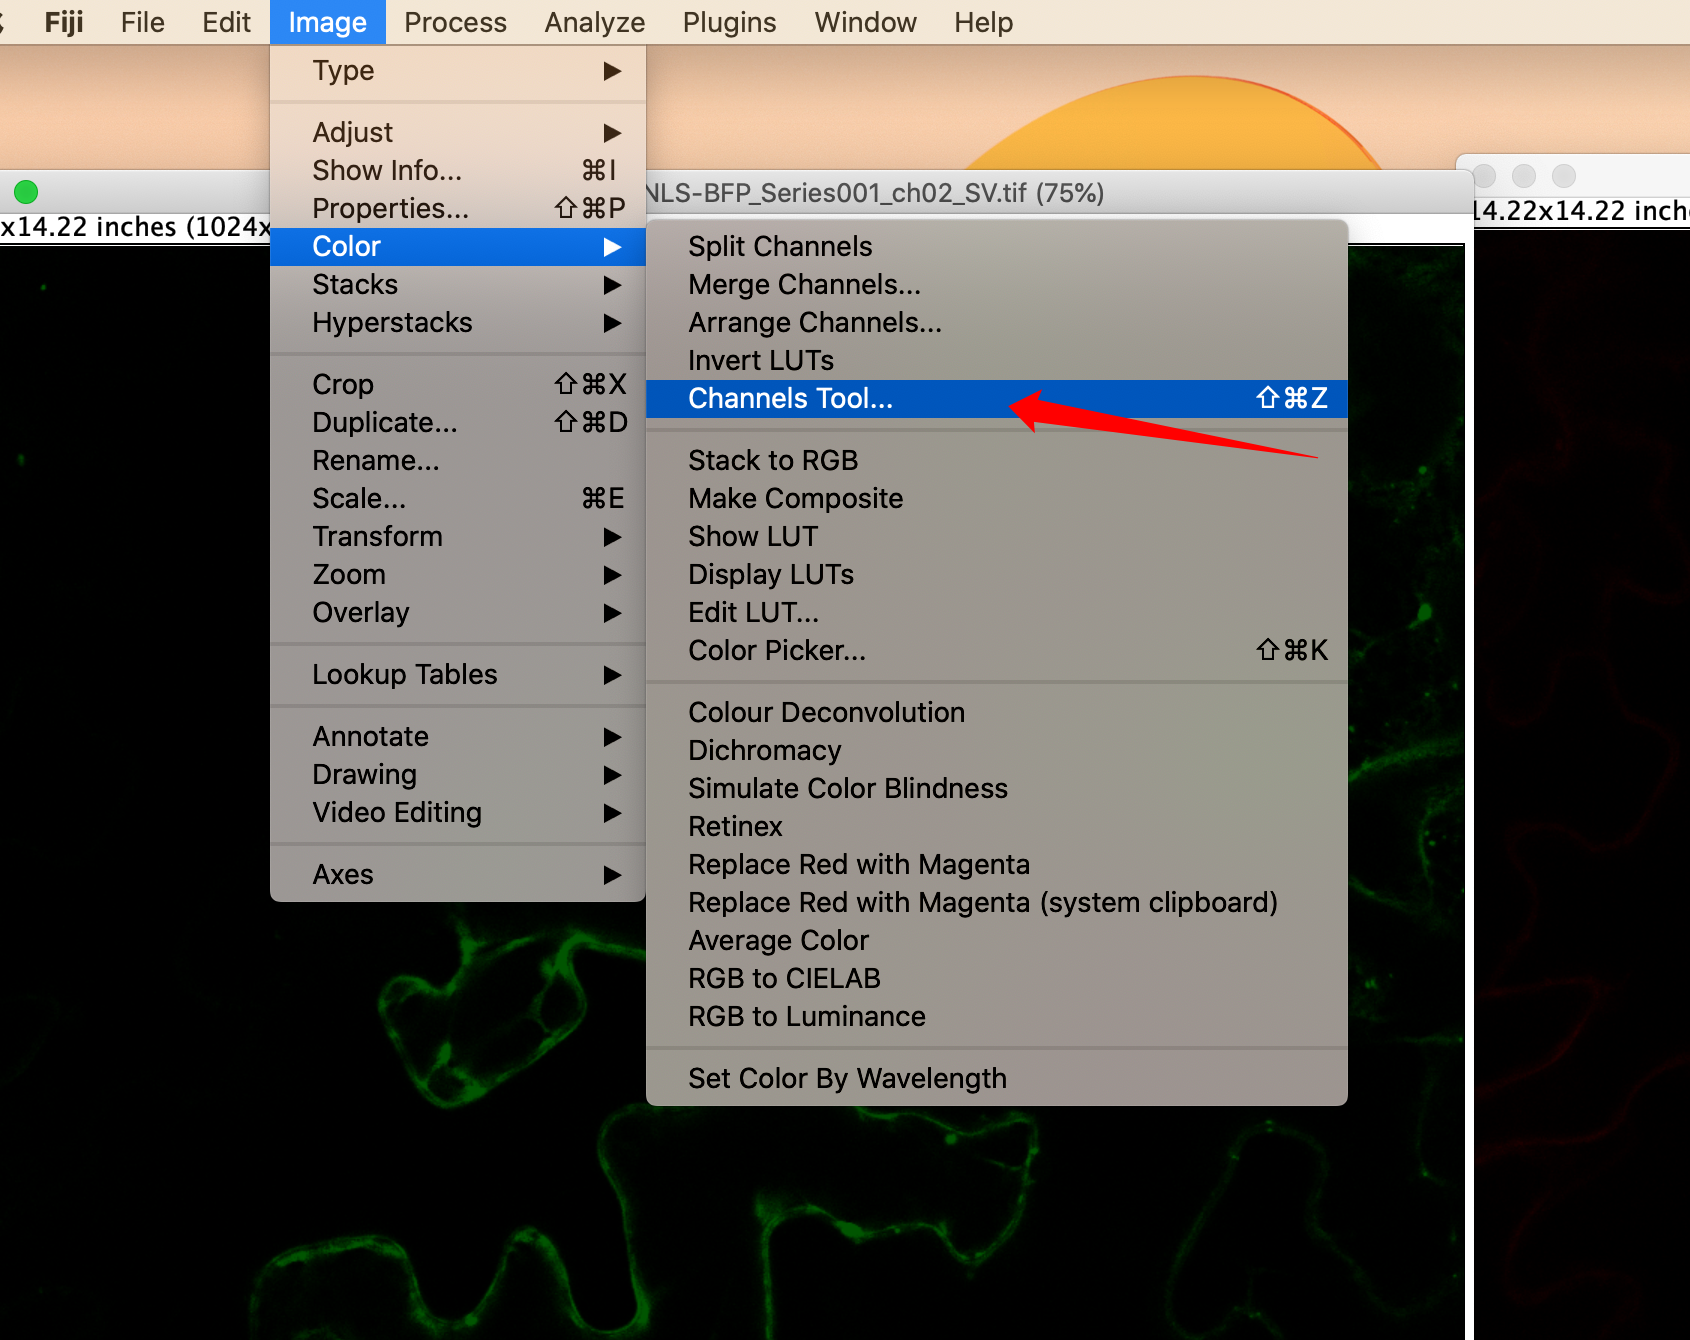 Fiji File Edit Image Process Analyze Plugins Window Help
Type
Adjust
Show Info... ⌘I
Properties... ⇧⌘P
Color
Stacks
Hyperstacks
Crop ⇧⌘X
Duplicate... ⇧⌘D
Rename...
Scale... ⌘E
Transform
Zoom
Overlay
Lookup Tables
Annotate
Drawing
Video Editing
Axes
NLS-BFP_Series001_ch02_SV.tif (75%)
x14.22 inches (1024x
Split Channels
Merge Channels...
Arrange Channels...
Invert LUTs
Channels Tool... ⇧⌘Z
Stack to RGB
Make Composite
Show LUT
Display LUTs
Edit LUT...
Color Picker... ⇧⌘K
Colour Deconvolution
Dichromacy
Simulate Color Blindness
Retinex
Replace Red with Magenta
Replace Red with Magenta (system clipboard)
Average Color
RGB to CIELAB
RGB to Luminance
Set Color By Wavelength
14.22x14.22 inch